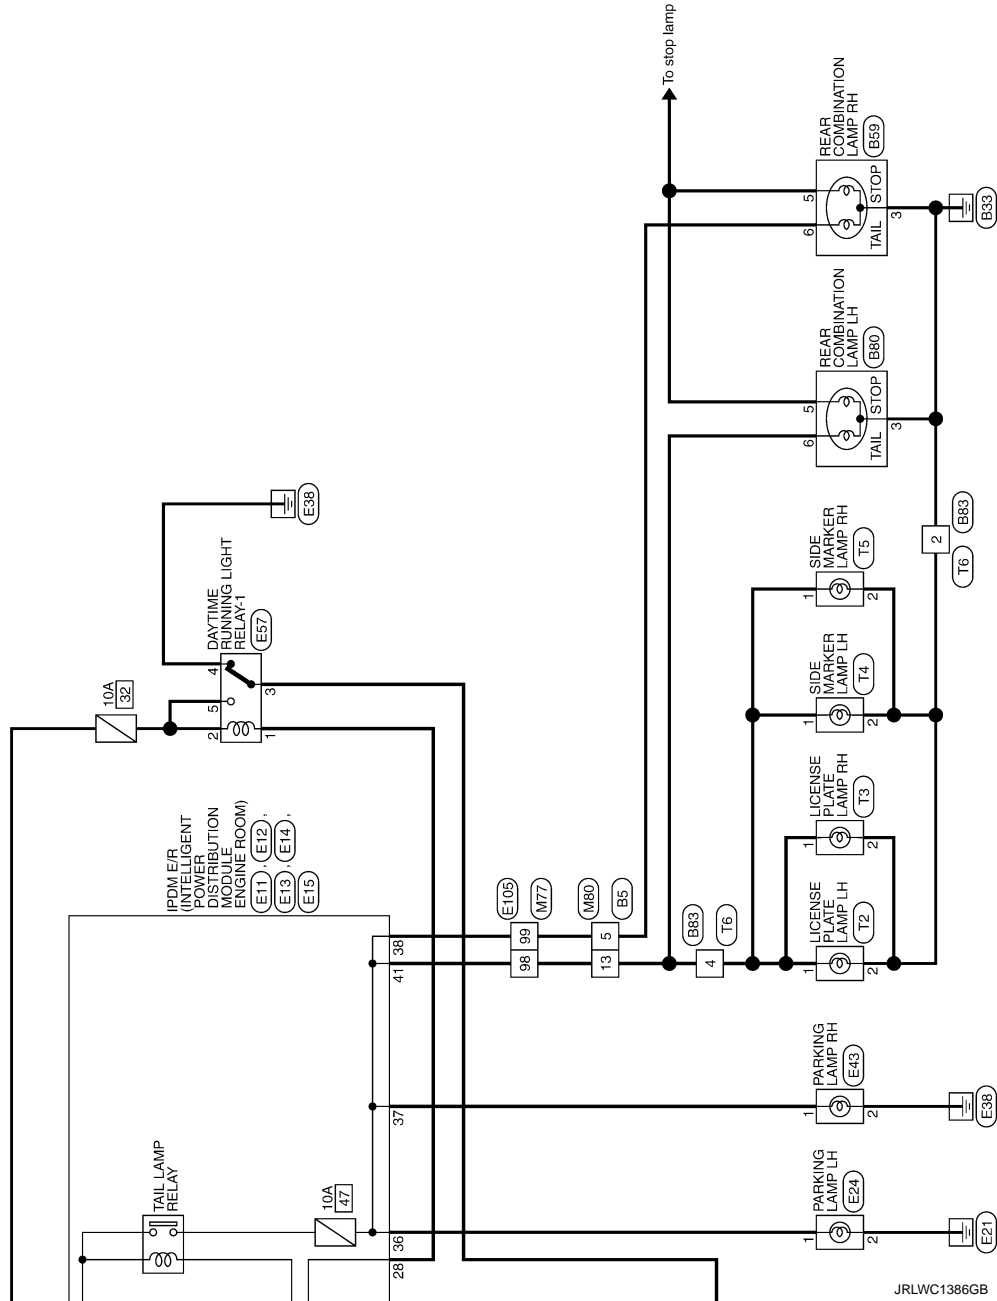 To stop lamp
REAR
COMBINATION
LAMP RH
B59
5
6
STOP
TAIL
3
B33
REAR
COMBINATION
LAMP LH
B80
5
6
STOP
TAIL
3
E38
DAYTIME
RUNNING LIGHT
RELAY-1
E57
10A
32
4
5
2
3
1
SIDE
MARKER
LAMP RH
T5
1
2
2
B83
T6
SIDE
MARKER
LAMP LH
T4
1
2
LICENSE
PLATE
LAMP RH
T3
1
2
LICENSE
PLATE
LAMP LH
T2
1
2
IPDM E/R
(INTELLIGENT
POWER
DISTRIBUTION
MODULE
ENGINE ROOM)
E11 , E12 ,
E13 , E14 ,
E15
38
41
E105
M77
99
98
M80
B5
5
13
B83
T6
4
37
PARKING
LAMP RH
E43
1
2
E38
TAIL LAMP
RELAY
10A
47
36
28
PARKING
LAMP LH
E24
1
2
E21
JRLWC1386GB